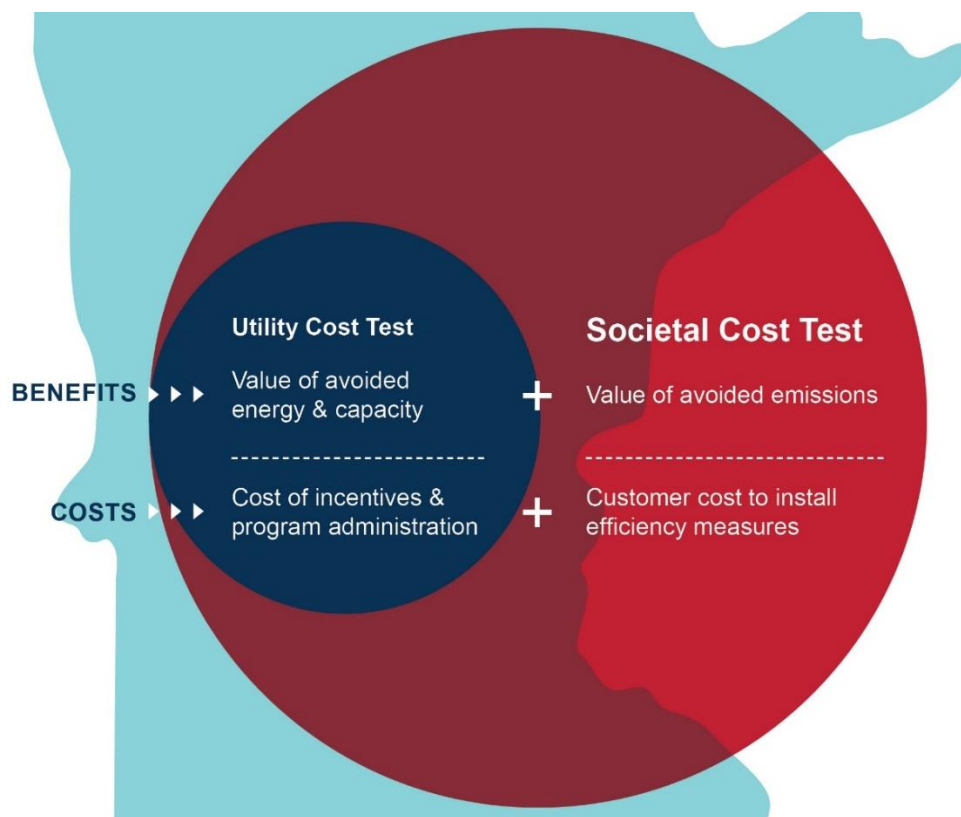 Utility Cost Test
Societal Cost Test
BENEFITS
Value of avoided
energy & capacity
+
Value of avoided emissions
COSTS
Cost of incentives &
program administration
+
Customer cost to install
efficiency measures